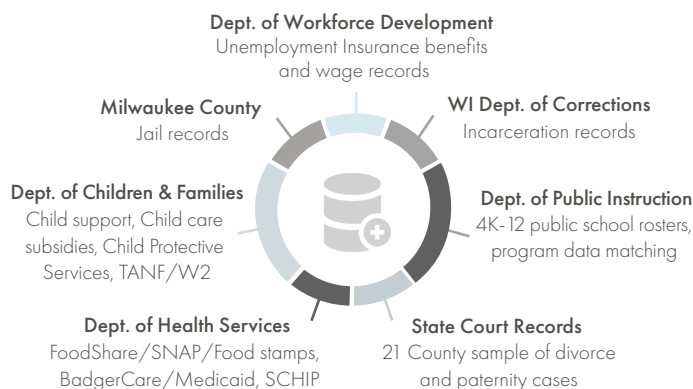 Dept. of Workforce Development
Unemployment Insurance benefits
and wage records
Milwaukee County
Jail records
WI Dept. of Corrections
Incarceration records
Dept. of Children & Families
Child support, Child care
subsidies, Child Protective
Services, TANF/W2
Dept. of Public Instruction
4K-12 public school rosters,
program data matching
Dept. of Health Services
FoodShare/SNAP/Food stamps,
BadgerCare/Medicaid, SCHIP
State Court Records
21 County sample of divorce
and paternity cases